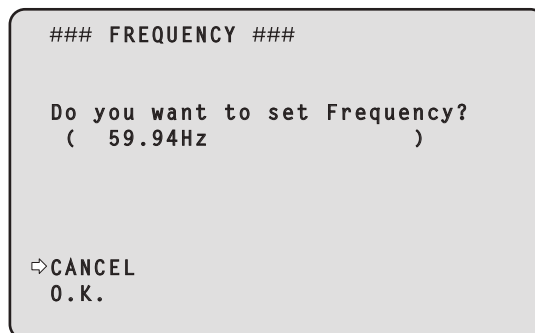 ### FREQUENCY ###
Do you want to set Frequency?
( 59.94Hz )
⇨CANCEL
O.K.